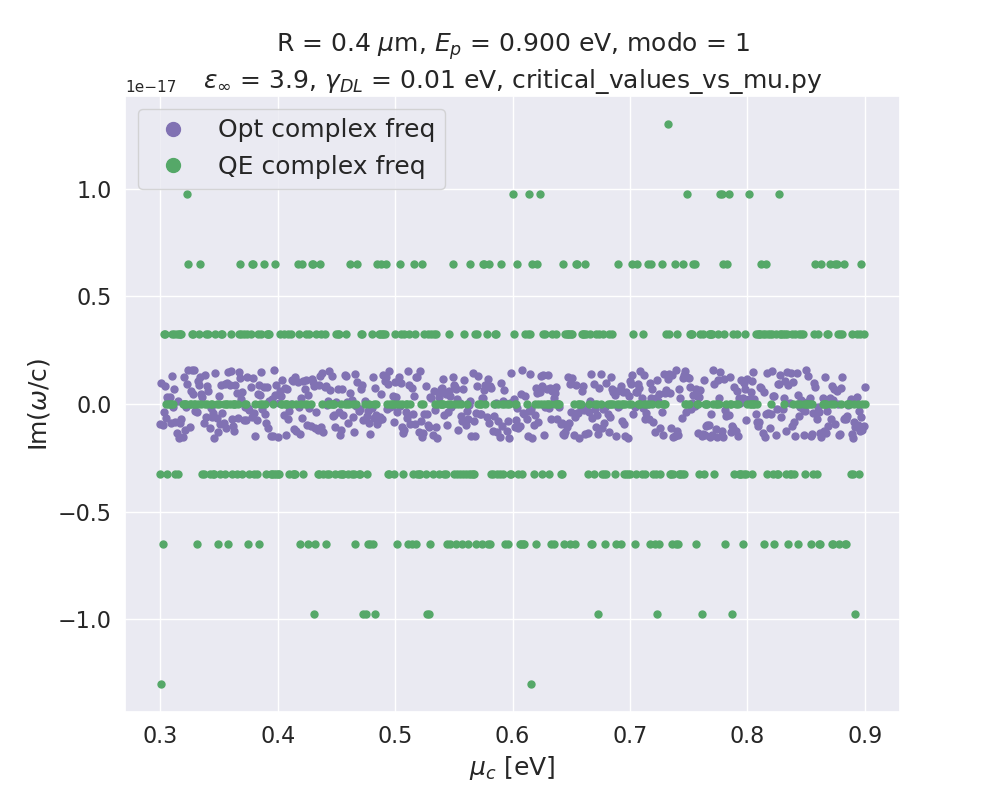 R = 0.4 μm, E_p = 0.900 eV, modo = 1
ε_∞ = 3.9, γ_DL = 0.01 eV, critical_values_vs_mu.py
1e−17
Opt complex freq
QE complex freq
1.0
0.5
0.0
−0.5
−1.0
Im(ω/c)
0.3 0.4 0.5 0.6 0.7 0.8 0.9
μ_c [eV]